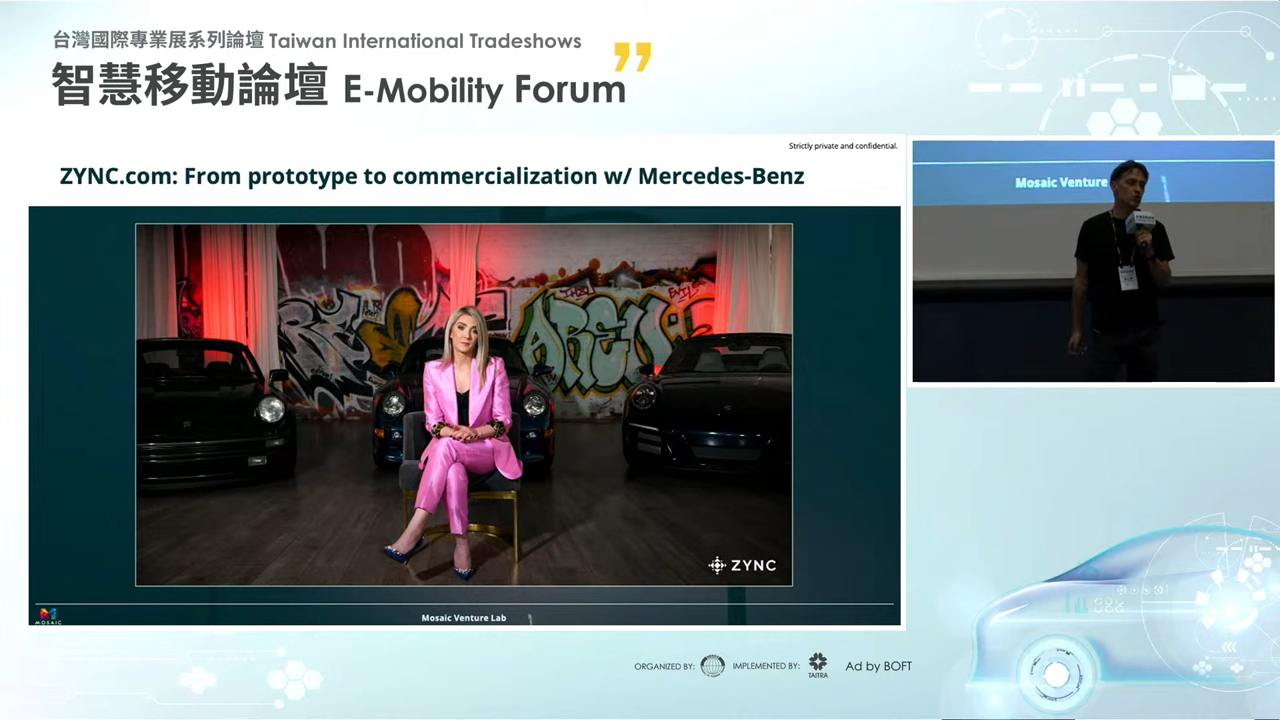 台灣國際專業展系列論壇 Taiwan International Tradeshows
智慧移動論壇 E-Mobility Forum
Strictly private and confidential.
ZYNC.com: From prototype to commercialization w/ Mercedes-Benz
Mosaic Venture
ZYNC
MOSAIC
Mosaic Venture Lab
ORGANIZED BY:
IMPLEMENTED BY:
TAITRA
Ad by BOFT